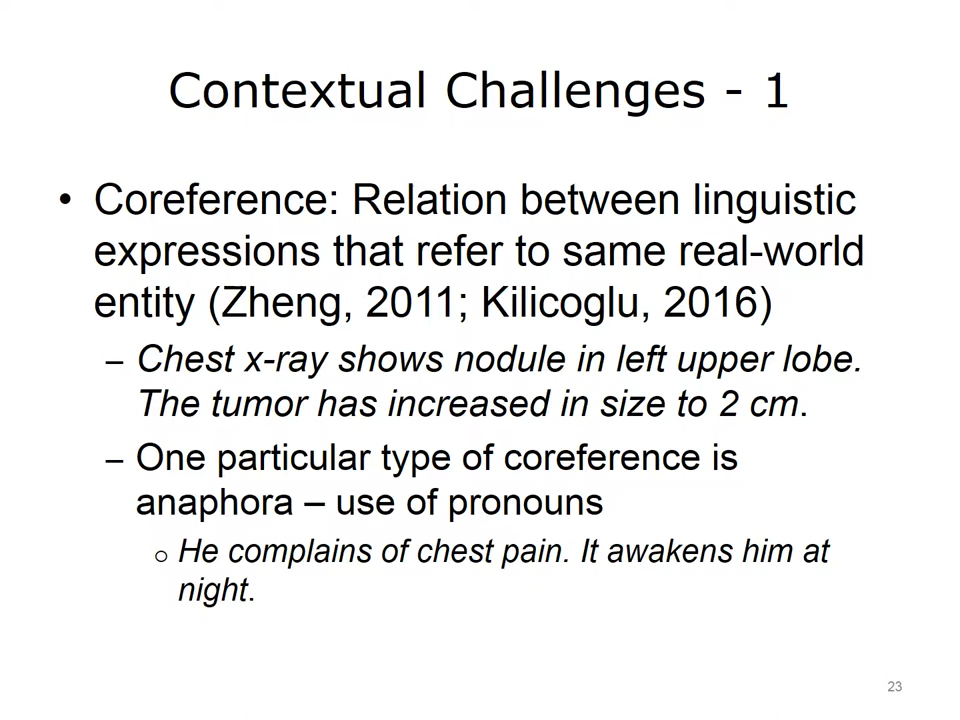 Contextual Challenges - 1
• Coreference: Relation between linguistic
expressions that refer to same real-world
entity (Zheng, 2011; Kilicoglu, 2016)
– Chest x-ray shows nodule in left upper lobe.
The tumor has increased in size to 2 cm.
– One particular type of coreference is
anaphora – use of pronouns
o He complains of chest pain. It awakens him at
night.
23